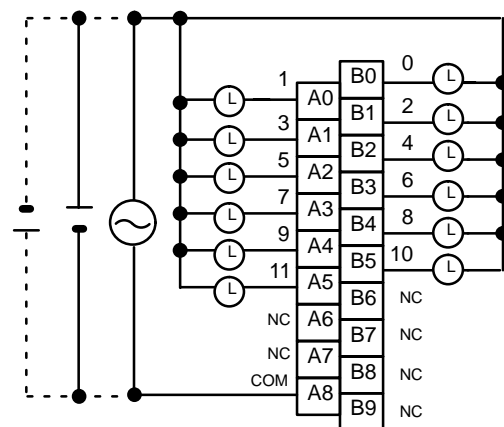 0
B0
1 L A0 L
B1 2
3 L A1 L
B2 4
5 L A2 L
B3 6
7 L A3 L
B4 8
9 L A4 L
B5 10
11 L A5 L
B6 NC
NC A6
B7 NC
NC A7
B8 NC
COM A8
B9 NC